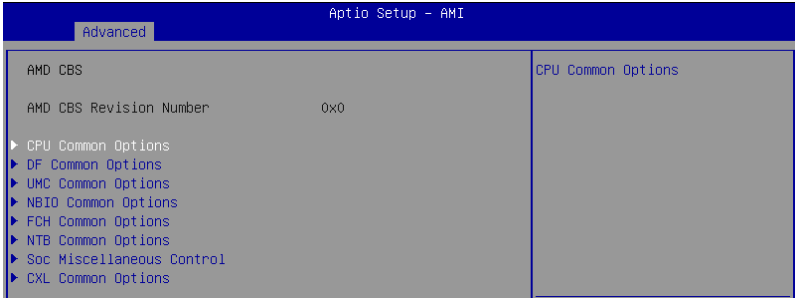 Aptio Setup - AMI
Advanced
AMD CBS
CPU Common Options
AMD CBS Revision Number 0x0
CPU Common Options
DF Common Options
UMC Common Options
NBIO Common Options
FCH Common Options
NTB Common Options
Soc Miscellaneous Control
CXL Common Options